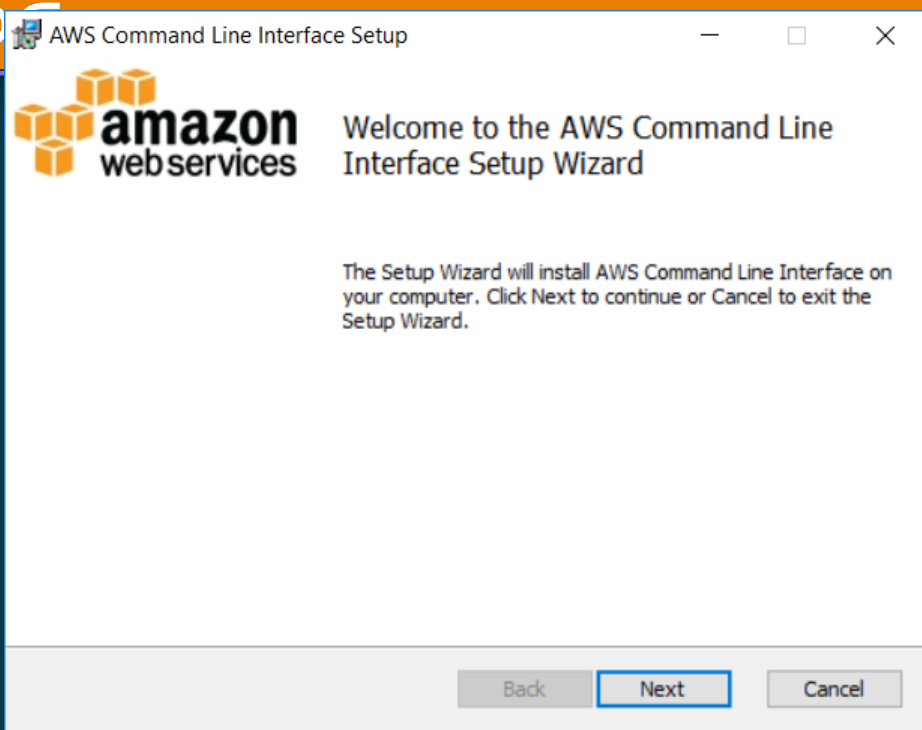 AWS Command Line Interface Setup
amazon
web services
Welcome to the AWS Command Line
Interface Setup Wizard
The Setup Wizard will install AWS Command Line Interface on
your computer. Click Next to continue or Cancel to exit the
Setup Wizard.
Back
Next
Cancel